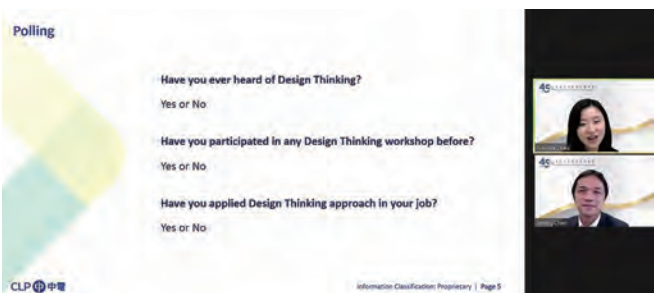 Polling
Have you ever heard of Design Thinking?
Yes or No
Have you participated in any Design Thinking workshop before?
Yes or No
Have you applied Design Thinking approach in your job?
Yes or No
CLP 中電
Information Classification: Proprietary | Page 5